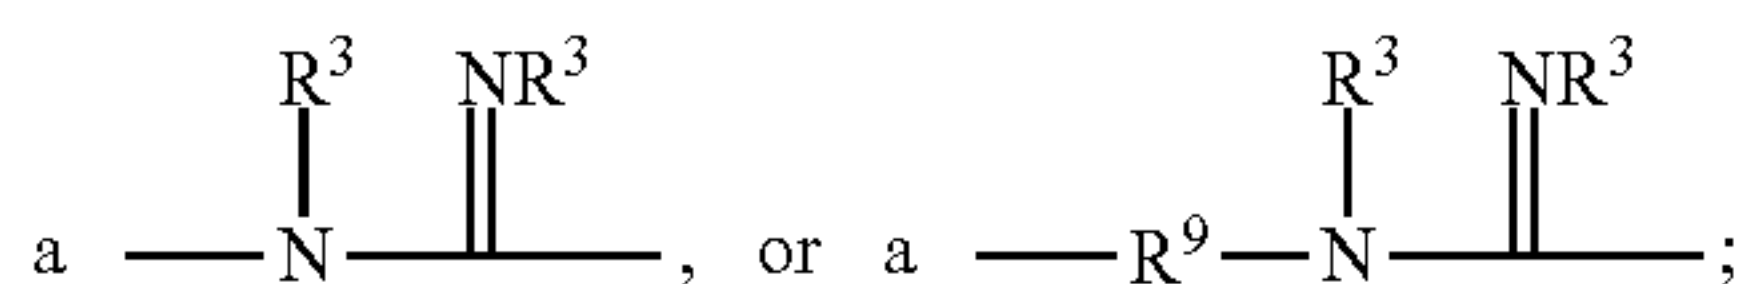 R³ NR³ R³ NR³
a —N— , or a —R⁹—N— ;